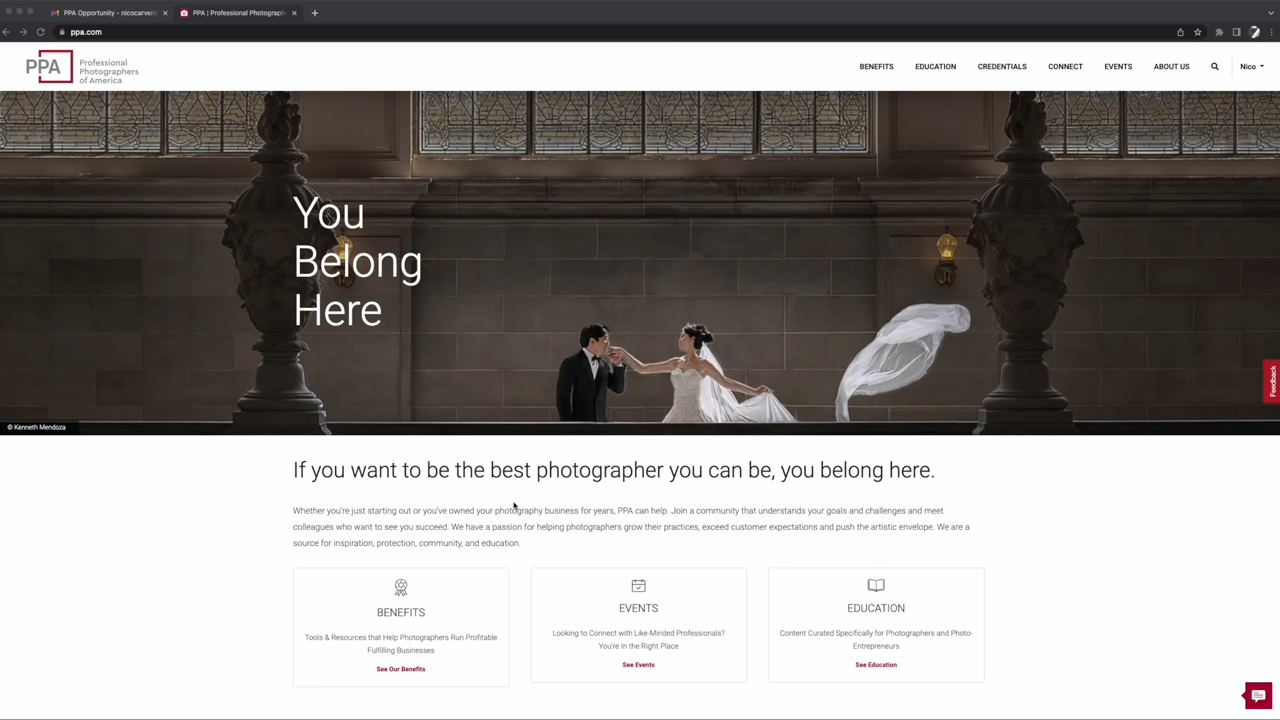 PPA Opportunity - nicocarver
PPA | Professional Photograph
ppa.com
PPA Professional
Photographers
of America
BENEFITS EDUCATION CREDENTIALS CONNECT EVENTS ABOUT US Nico
You
Belong
Here
Feedback
© Kenneth Mendoza
If you want to be the best photographer you can be, you belong here.
Whether you're just starting out or you've owned your photography business for years, PPA can help. Join a community that understands your goals and challenges and meet
colleagues who want to see you succeed. We have a passion for helping photographers grow their practices, exceed customer expectations and push the artistic envelope. We are a
source for inspiration, protection, community, and education.
BENEFITS
Tools & Resources that Help Photographers Run Profitable
Fulfilling Businesses
See Our Benefits
EVENTS
Looking to Connect with Like-Minded Professionals?
You're In the Right Place
See Events
EDUCATION
Content Curated Specifically for Photographers and Photo-
Entrepreneurs
See Education